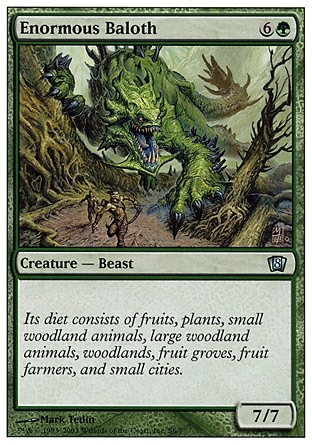 Enormous Baloth 6
Creature — Beast
8
Its diet consists of fruits, plants, small
woodland animals, large woodland
animals, woodlands, fruit groves, fruit
farmers, and small cities.
Mark Tedin
7/7